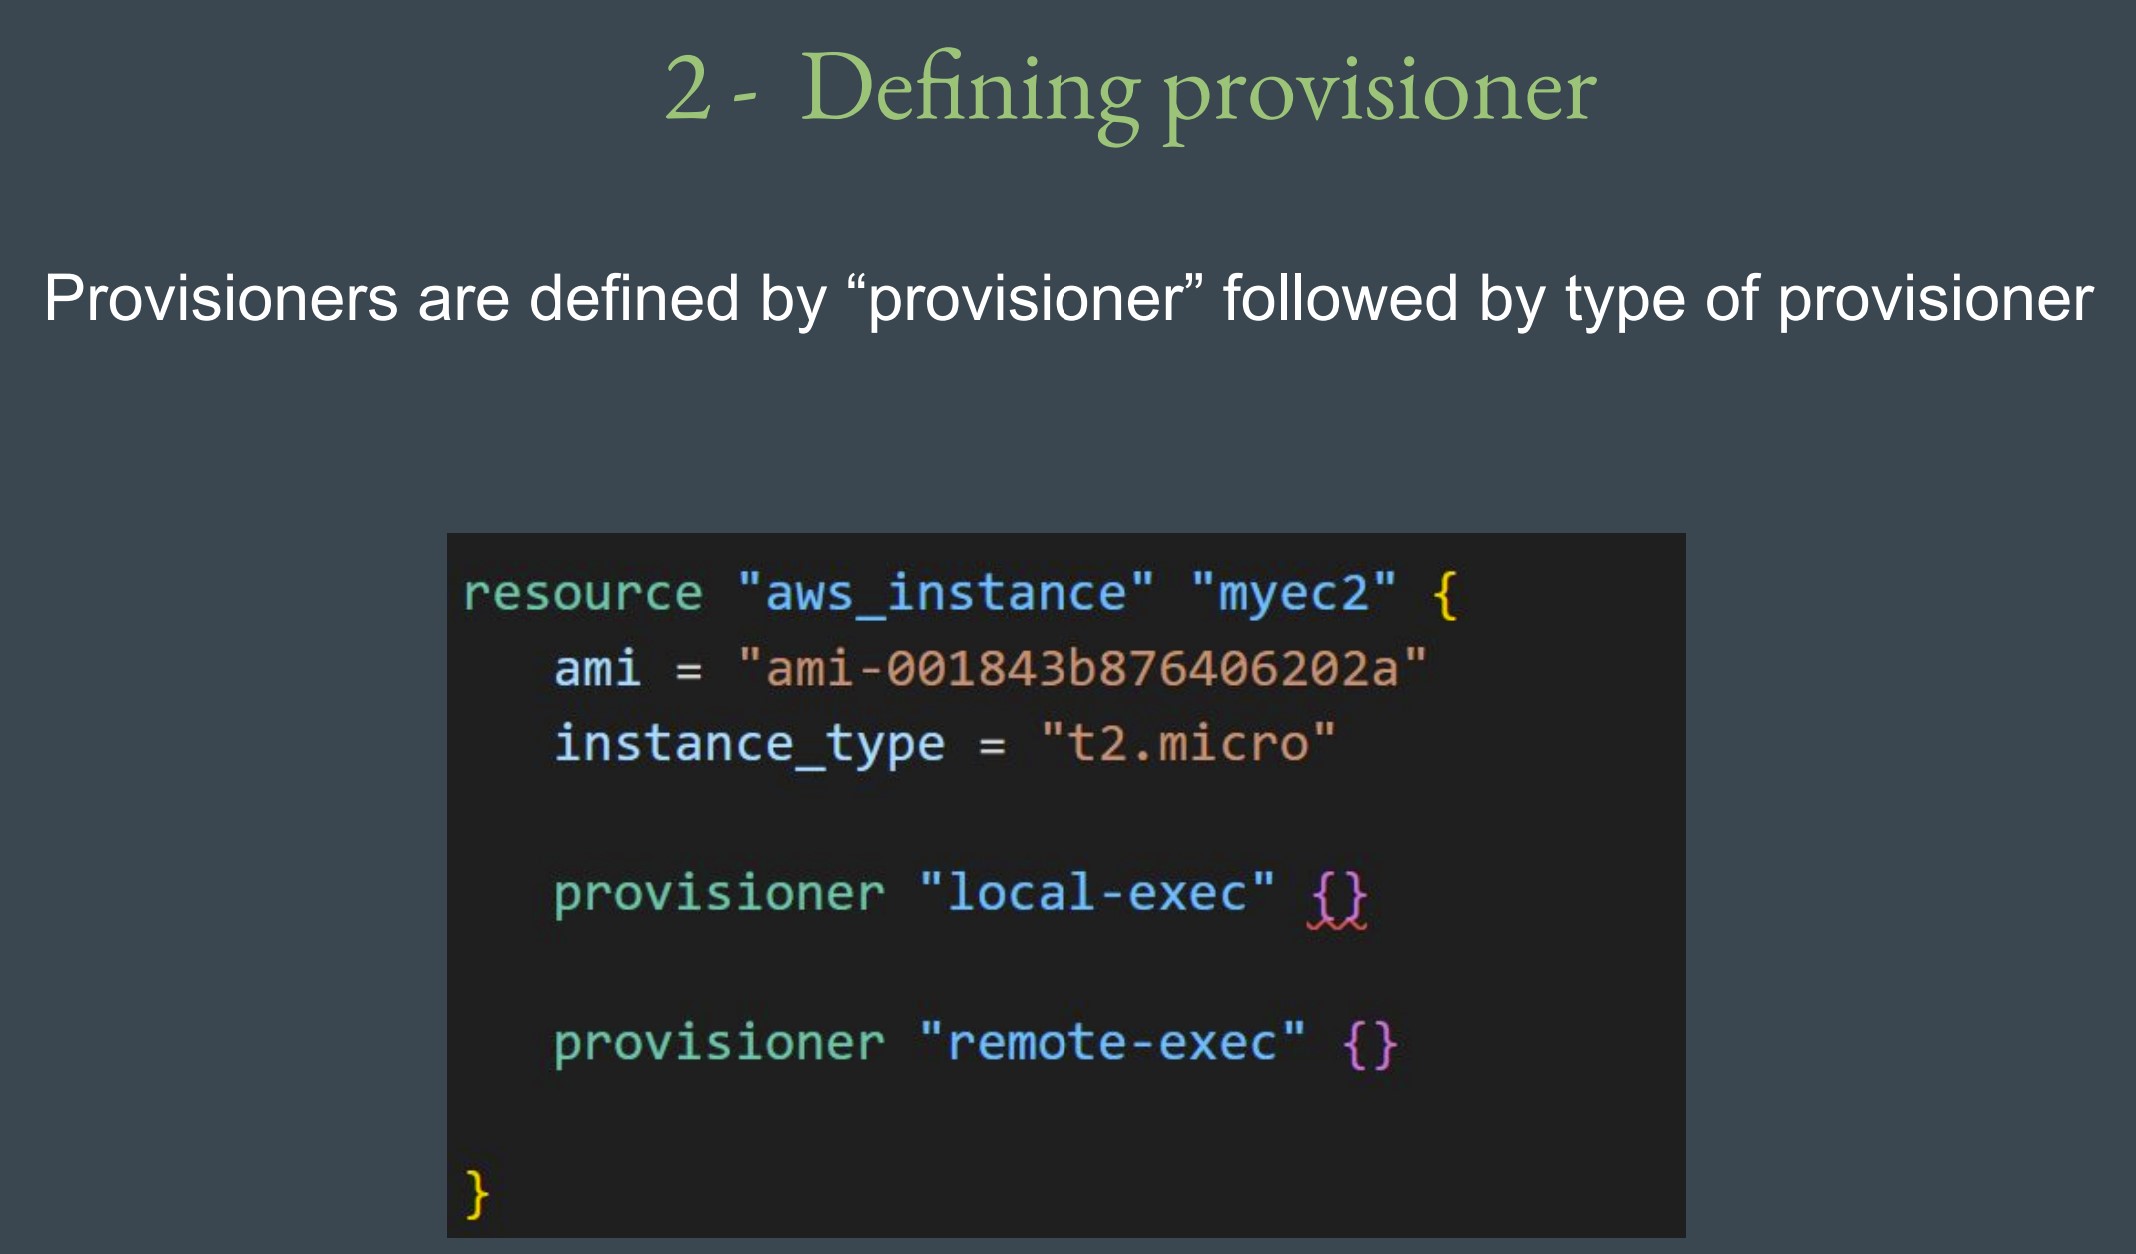 2 - Defining provisioner
Provisioners are defined by “provisioner” followed by type of provisioner
resource "aws_instance" "myec2" {
ami = "ami-001843b876406202a"
instance_type = "t2.micro"
provisioner "local-exec" {}
provisioner "remote-exec" {}
}